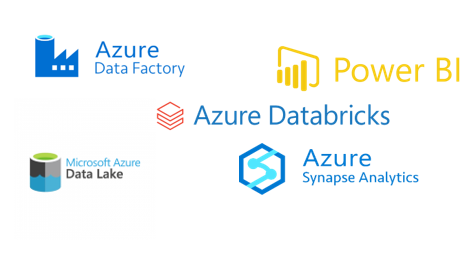 Azure
Data Factory
Power BI
Azure Databricks
Microsoft Azure
Data Lake
Azure
Synapse Analytics